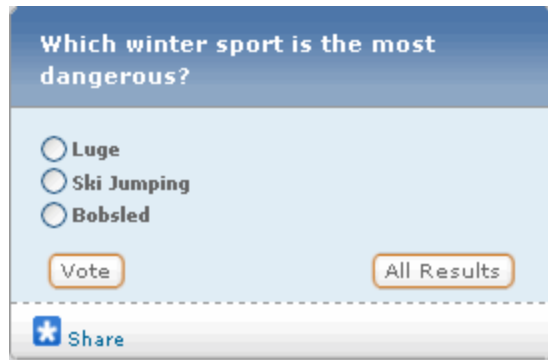 Which winter sport is the most
dangerous?
Luge
Ski Jumping
Bobsled
Vote
All Results
Share